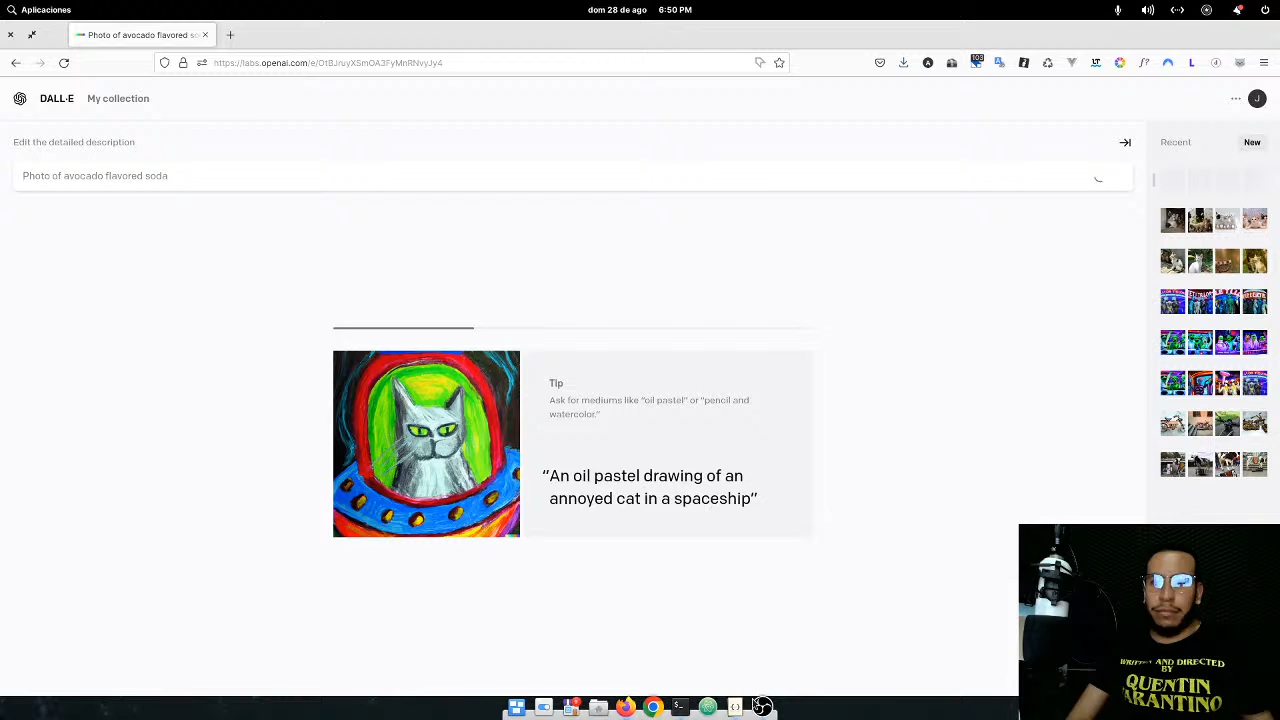 Aplicaciones
dom 28 de ago 6:50 PM
Photo of avocado flavored so
https://labs.openai.com/e/OtBJruyXSmOA3FyMnRNvyJy4
103
DALL·E My collection
J
Edit the detailed description
Recent New
Photo of avocado flavored soda
Tip
Ask for mediums like “oil pastel” or “pencil and
watercolor.”
“An oil pastel drawing of an
annoyed cat in a spaceship”
WRITTEN AND DIRECTED
BY
QUENTIN
TARANTINO